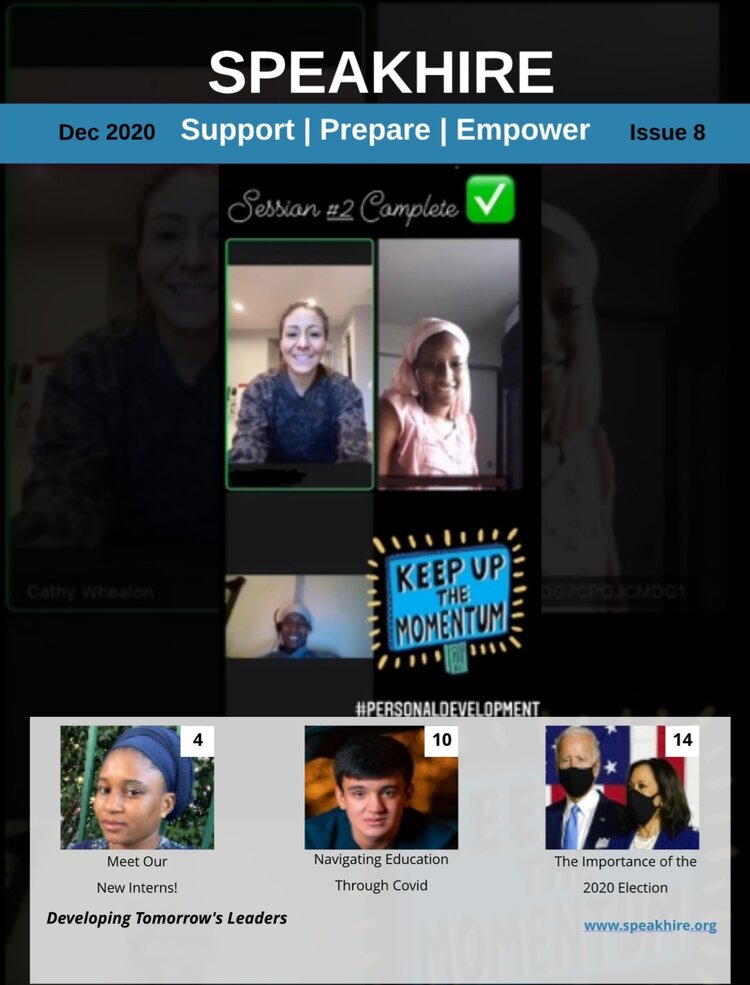 SPEAKHIRE
Dec 2020 Support | Prepare | Empower Issue 8
Session #2 Complete
KEEP UP
THE
MOMENTUM
#PERSONALDEVELOPMENT
Cathy Whealon
4
10
14
Meet Our
New Interns!
Navigating Education
Through Covid
The Importance of the
2020 Election
Developing Tomorrow's Leaders
www.speakhire.org